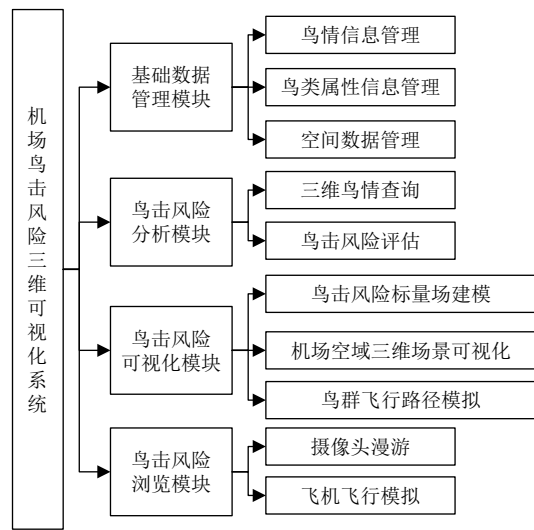 机场鸟击风险三维可视化系统
基础数据
管理模块
鸟情信息管理
鸟类属性信息管理
空间数据管理
鸟击风险
分析模块
三维鸟情查询
鸟击风险评估
鸟击风险
可视化模块
鸟击风险标量场建模
机场空域三维场景可视化
鸟群飞行路径模拟
鸟击风险
浏览模块
摄像头漫游
飞机飞行模拟